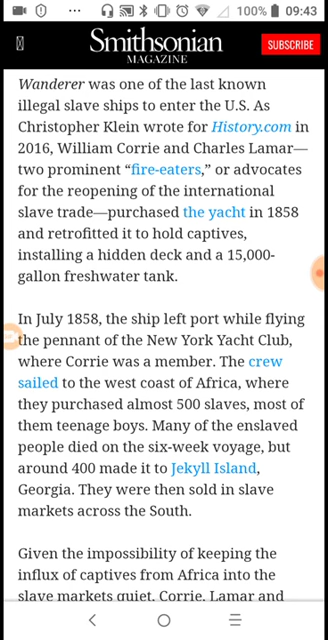 100% 09:43
Smithsonian
MAGAZINE
SUBSCRIBE
Wanderer was one of the last known
illegal slave ships to enter the U.S. As
Christopher Klein wrote for History.com in
2016, William Corrie and Charles Lamar—
two prominent “fire-eaters,” or advocates
for the reopening of the international
slave trade—purchased the yacht in 1858
and retrofitted it to hold captives,
installing a hidden deck and a 15,000-
gallon freshwater tank.
In July 1858, the ship left port while flying
the pennant of the New York Yacht Club,
where Corrie was a member. The crew
sailed to the west coast of Africa, where
they purchased almost 500 slaves, most of
them teenage boys. Many of the enslaved
people died on the six-week voyage, but
around 400 made it to Jekyll Island,
Georgia. They were then sold in slave
markets across the South.
Given the impossibility of keeping the
influx of captives from Africa into the
slave markets quiet, Corrie, Lamar and